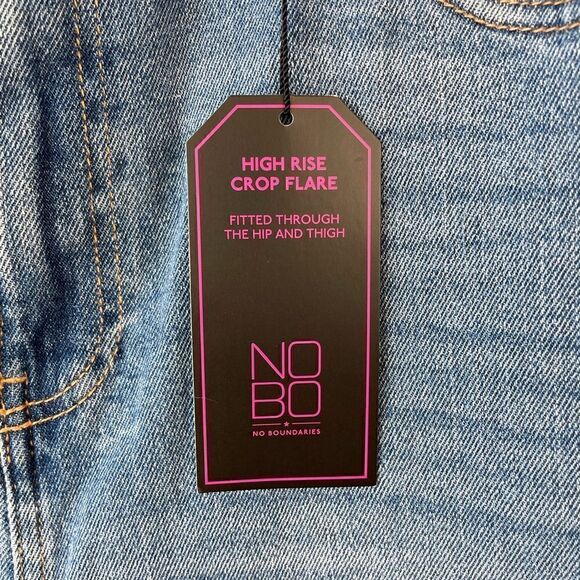 HIGH RISE
CROP FLARE
FITTED THROUGH
THE HIP AND THIGH
NO
BO
NO BOUNDARIES